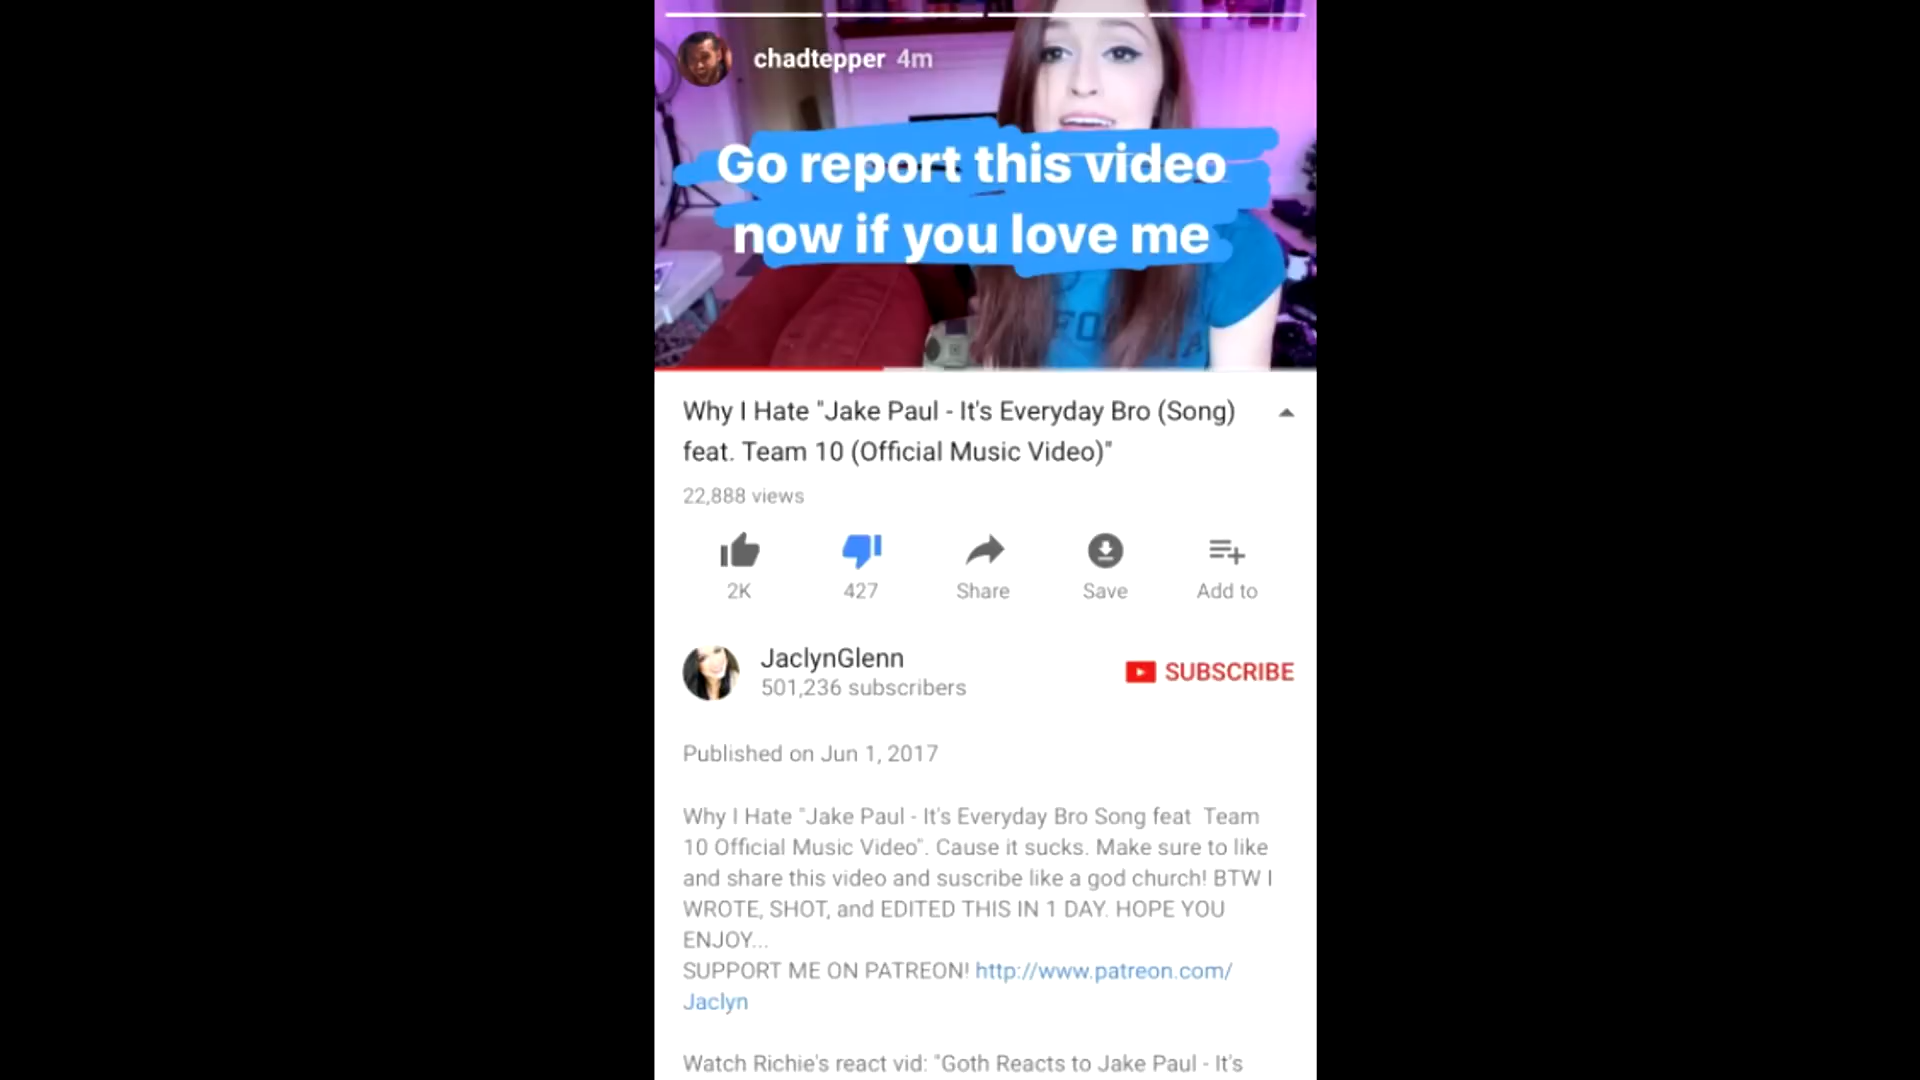 chadtepper 4m
Go report this video
now if you love me
Why I Hate "Jake Paul - It's Everyday Bro (Song)
feat. Team 10 (Official Music Video)"
22,888 views
2K
427
Share
Save
Add to
JaclynGlenn
501,236 subscribers
SUBSCRIBE
Published on Jun 1, 2017
Why I Hate "Jake Paul - It's Everyday Bro Song feat  Team
10 Official Music Video". Cause it sucks. Make sure to like
and share this video and suscribe like a god church! BTW I
WROTE, SHOT, and EDITED THIS IN 1 DAY. HOPE YOU
ENJOY...
SUPPORT ME ON PATREON! http://www.patreon.com/
Jaclyn
Watch Richie's react vid: "Goth Reacts to Jake Paul - It's